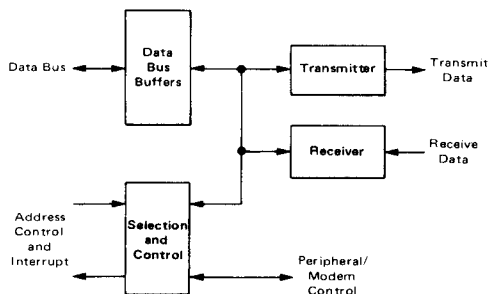 Data Bus
Data
Bus
Buffers
Transmitter
Transmit
Data
Receiver
Receive
Data
Address
Control
and
Interrupt
Selection
and
Control
Peripheral/
Modem
Control